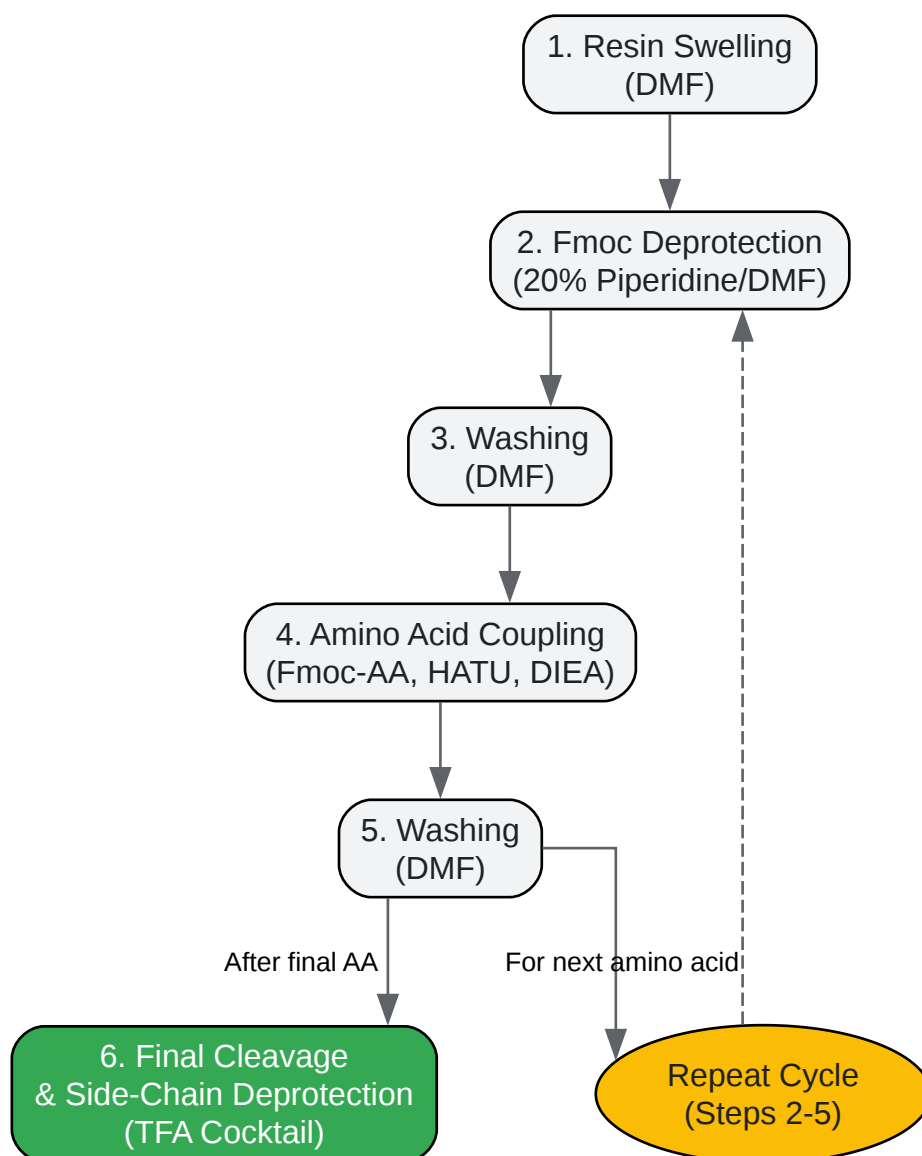 1. Resin Swelling
(DMF)
2. Fmoc Deprotection
(20% Piperidine/DMF)
3. Washing
(DMF)
4. Amino Acid Coupling
(Fmoc-AA, HATU, DIEA)
5. Washing
(DMF)
After final AA
For next amino acid
6. Final Cleavage
& Side-Chain Deprotection
(TFA Cocktail)
Repeat Cycle
(Steps 2-5)